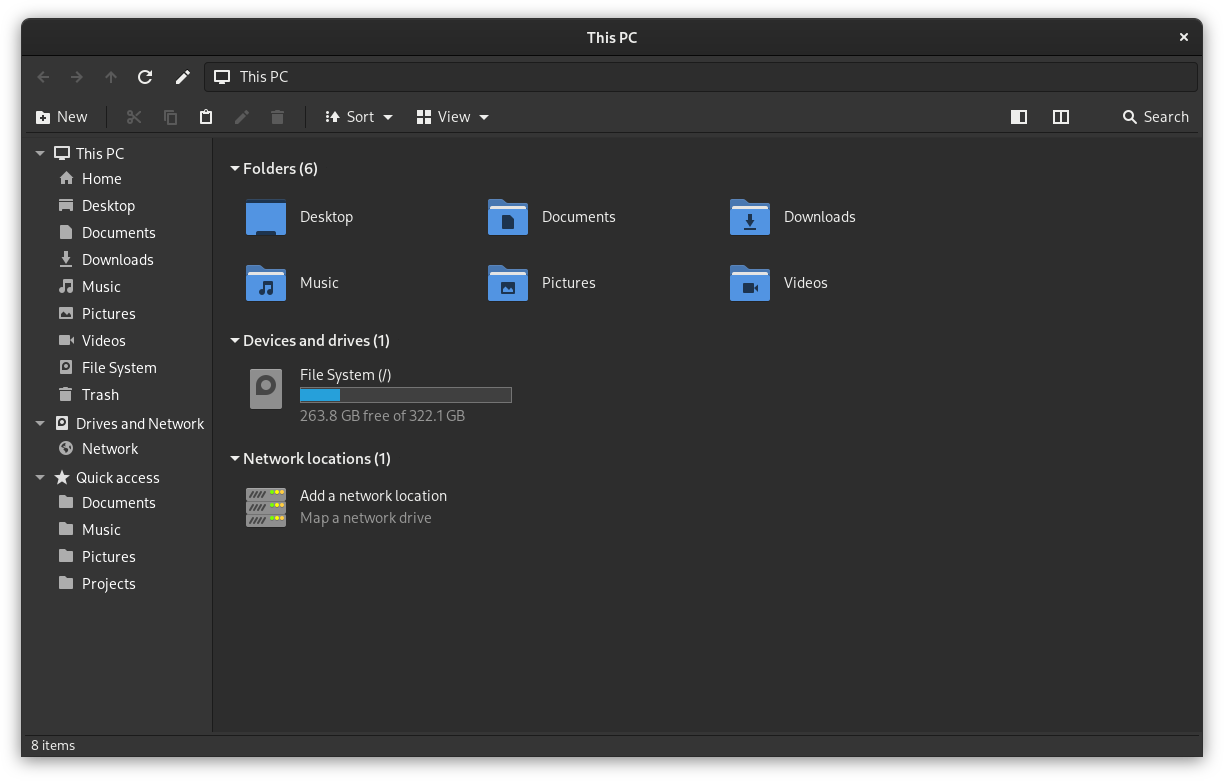 This PC
This PC
New
Sort
View
Search
This PC
Home
Desktop
Documents
Downloads
Music
Pictures
Videos
File System
Trash
Drives and Network
Network
Quick access
Documents
Music
Pictures
Projects
Folders (6)
Desktop
Documents
Downloads
Music
Pictures
Videos
Devices and drives (1)
File System (/)
263.8 GB free of 322.1 GB
Network locations (1)
Add a network location
Map a network drive
8 items